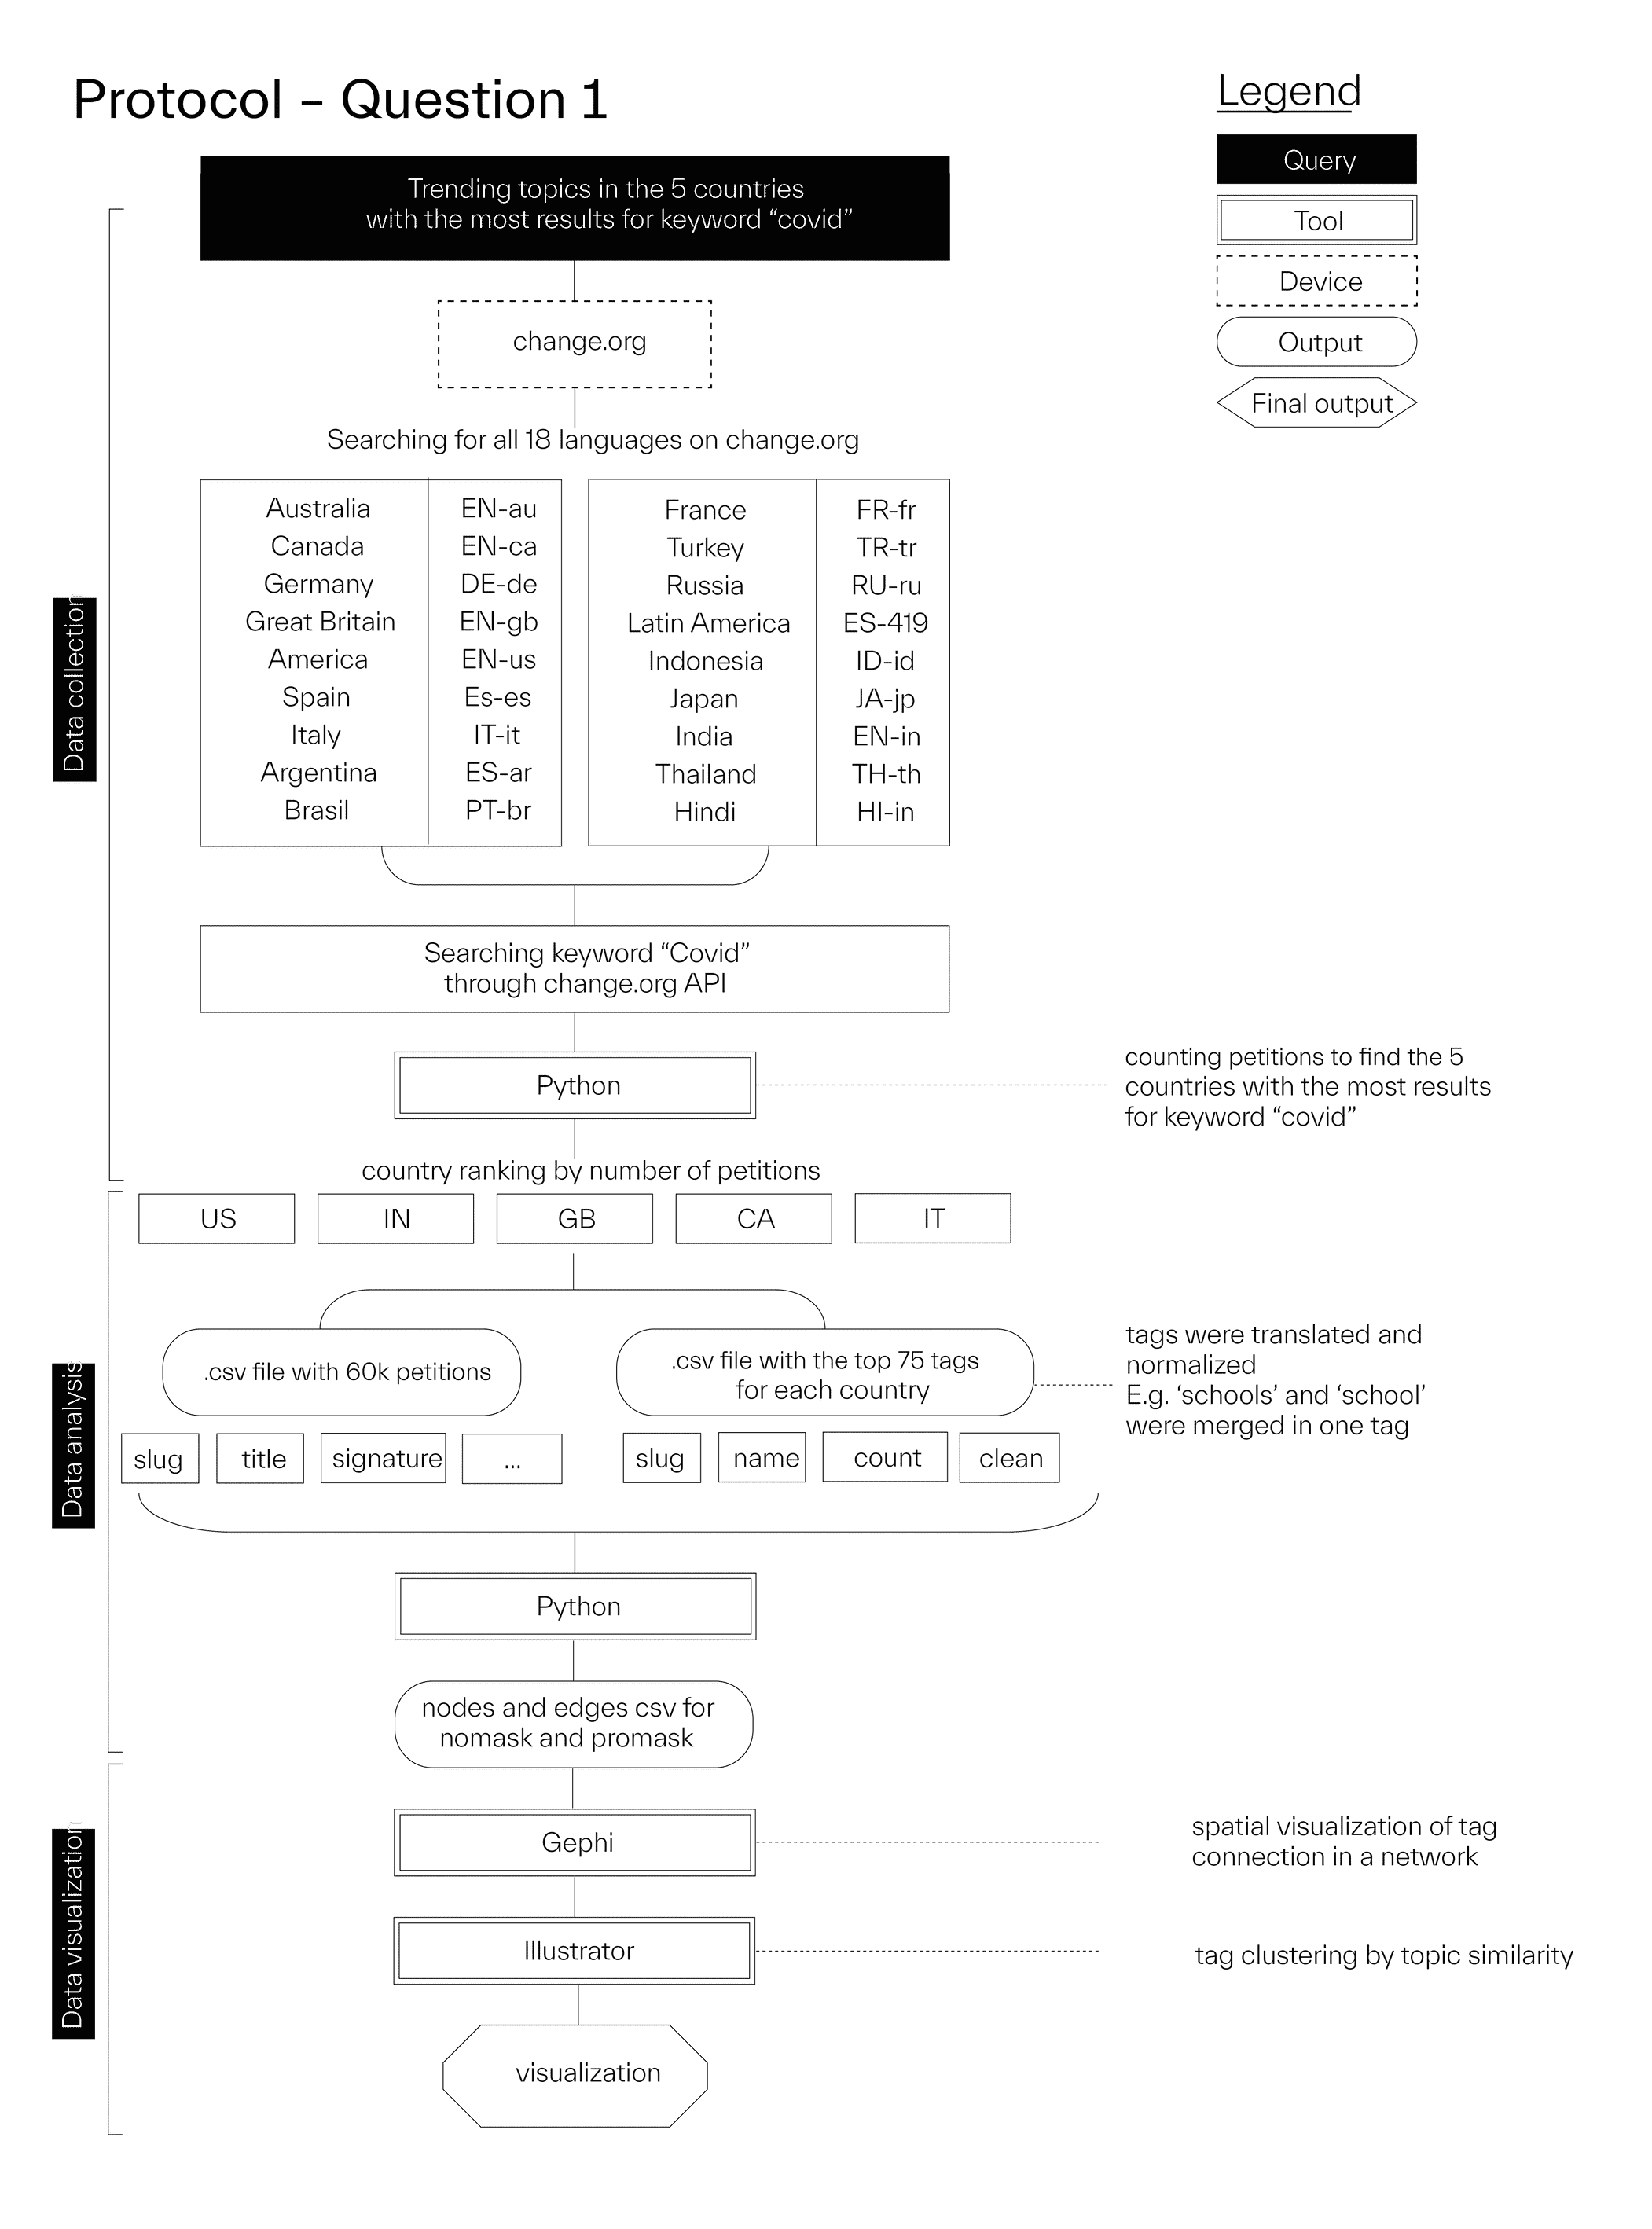 Protocol – Question 1
Legend
Query
Tool
Device
Output
Final output
Trending topics in the 5 countries
with the most results for keyword “covid”
change.org
Searching for all 18 languages on change.org
Data collection
Australia EN-au
Canada EN-ca
Germany DE-de
Great Britain EN-gb
America EN-us
Spain Es-es
Italy IT-it
Argentina ES-ar
Brasil PT-br
France FR-fr
Turkey TR-tr
Russia RU-ru
Latin America ES-419
Indonesia ID-id
Japan JA-jp
India EN-in
Thailand TH-th
Hindi HI-in
Searching keyword “Covid”
through change.org API
Python
counting petitions to find the 5
countries with the most results
for keyword “covid”
country ranking by number of petitions
Data analysis
US IN GB CA IT
.csv file with 60k petitions
.csv file with the top 75 tags
for each country
tags were translated and
normalized
E.g. ‘schools’ and ‘school’
were merged in one tag
slug title signature ...
slug name count clean
Python
nodes and edges csv for
nomask and promask
Data visualization
Gephi
spatial visualization of tag
connection in a network
Illustrator
tag clustering by topic similarity
visualization